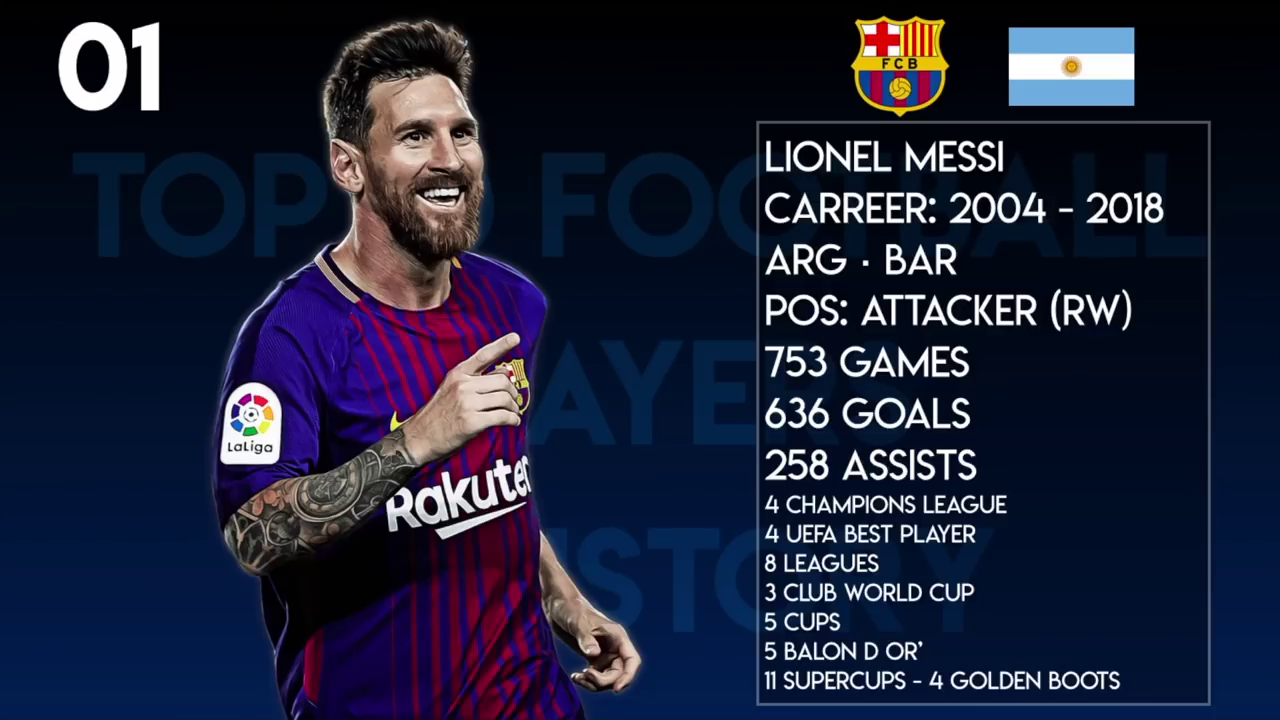 01
FCB
LIONEL MESSI
CARREER: 2004 - 2018
ARG · BAR
POS: ATTACKER (RW)
753 GAMES
636 GOALS
258 ASSISTS
4 CHAMPIONS LEAGUE
4 UEFA BEST PLAYER
8 LEAGUES
3 CLUB WORLD CUP
5 CUPS
5 BALON D OR'
11 SUPERCUPS - 4 GOLDEN BOOTS
TOP FOOTBALL
LaLiga
Rakuten